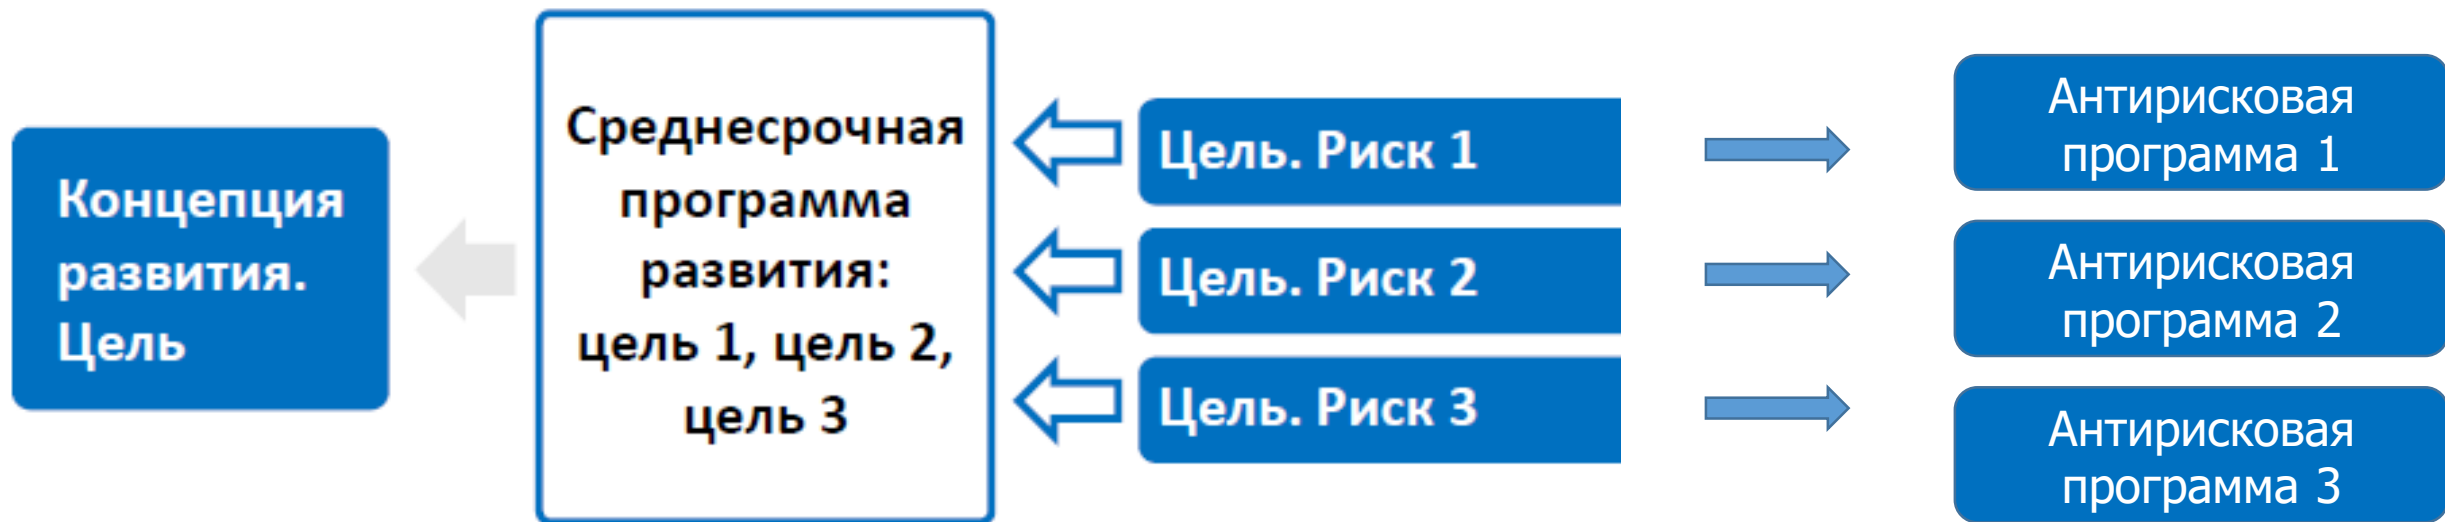 Концепция
развития.
Цель
Среднесрочная
программа
развития:
цель 1, цель 2,
цель 3
Цель. Риск 1
Цель. Риск 2
Цель. Риск 3
Антирисковая
программа 1
Антирисковая
программа 2
Антирисковая
программа 3